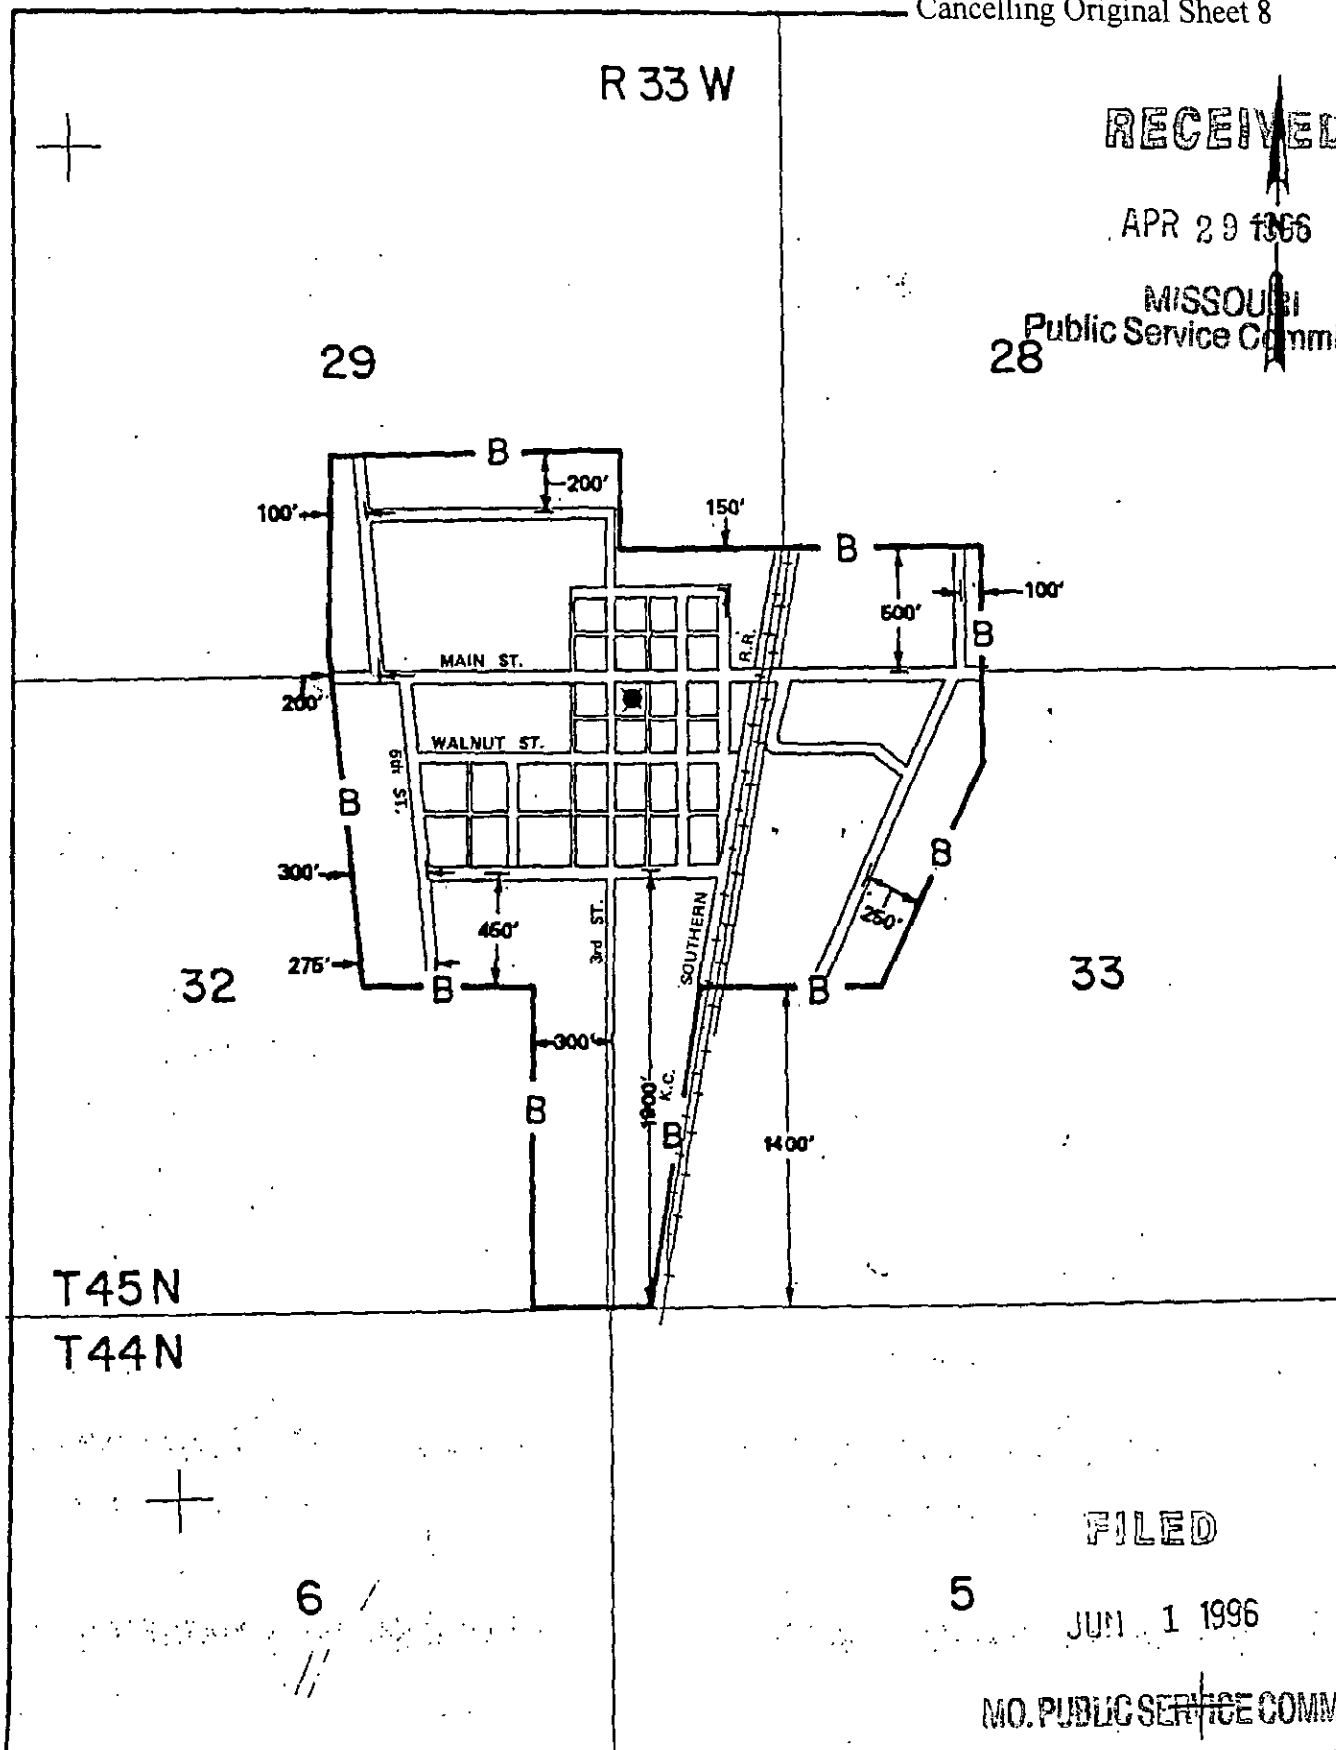 Cancelling Original Sheet 8
R 33 W
RECEIVED
APR 29 1996
N
MISSOURI
Public Service Comm
29
28
B
200'
100'
150'
B
500'
100'
B
R.R.
MAIN ST.
200'
WALNUT ST.
6th ST.
B
B
300'
250'
450'
3rd ST.
SOUTHERN
275'
32
B
B
33
300'
K.C.
1900'
B
B
1400'
T45N
T44N
FILED
6
5
JUN 1 1996
MO. PUBLIC SERVICE COMM